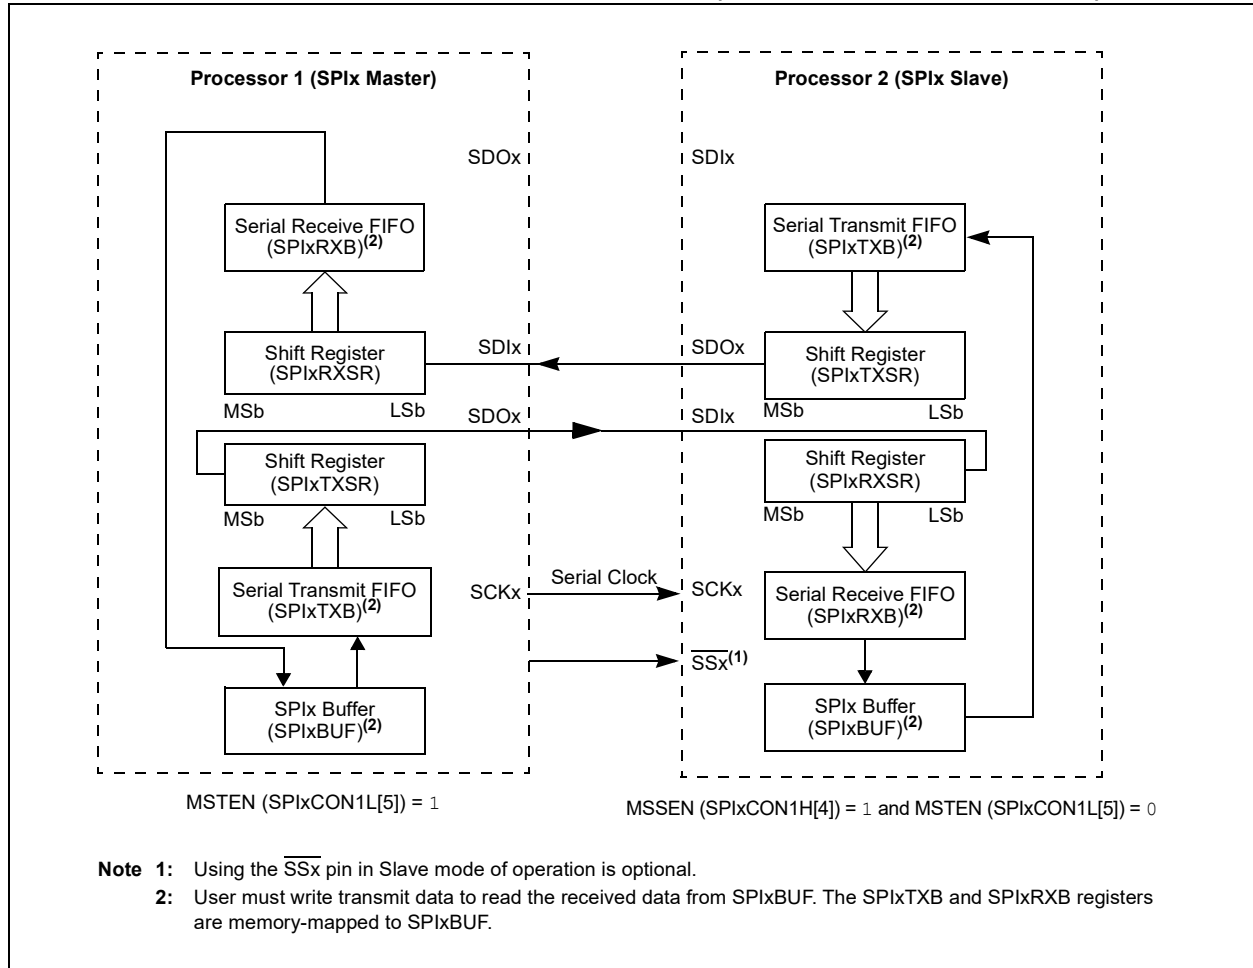 Processor 1 (SPIx Master)
Processor 2 (SPIx Slave)
SDOx
SDIx
Serial Receive FIFO
(SPIxRXB)(2)
Serial Transmit FIFO
(SPIxTXB)(2)
Shift Register
(SPIxRXSR)
SDIx
SDOx
Shift Register
(SPIxTXSR)
MSb
LSb
MSb
LSb
SDOx
SDIx
Shift Register
(SPIxTXSR)
Shift Register
(SPIxRXSR)
MSb
LSb
MSb
LSb
Serial Transmit FIFO
(SPIxTXB)(2)
SCKx
Serial Clock
SCKx
Serial Receive FIFO
(SPIxRXB)(2)
SSx(1)
SPIx Buffer
(SPIxBUF)(2)
SPIx Buffer
(SPIxBUF)(2)
MSTEN (SPIxCON1L[5]) = 1
MSSEN (SPIxCON1H[4]) = 1 and MSTEN (SPIxCON1L[5]) = 0
Note 1: Using the SSx pin in Slave mode of operation is optional.
2: User must write transmit data to read the received data from SPIxBUF. The SPIxTXB and SPIxRXB registers
are memory-mapped to SPIxBUF.